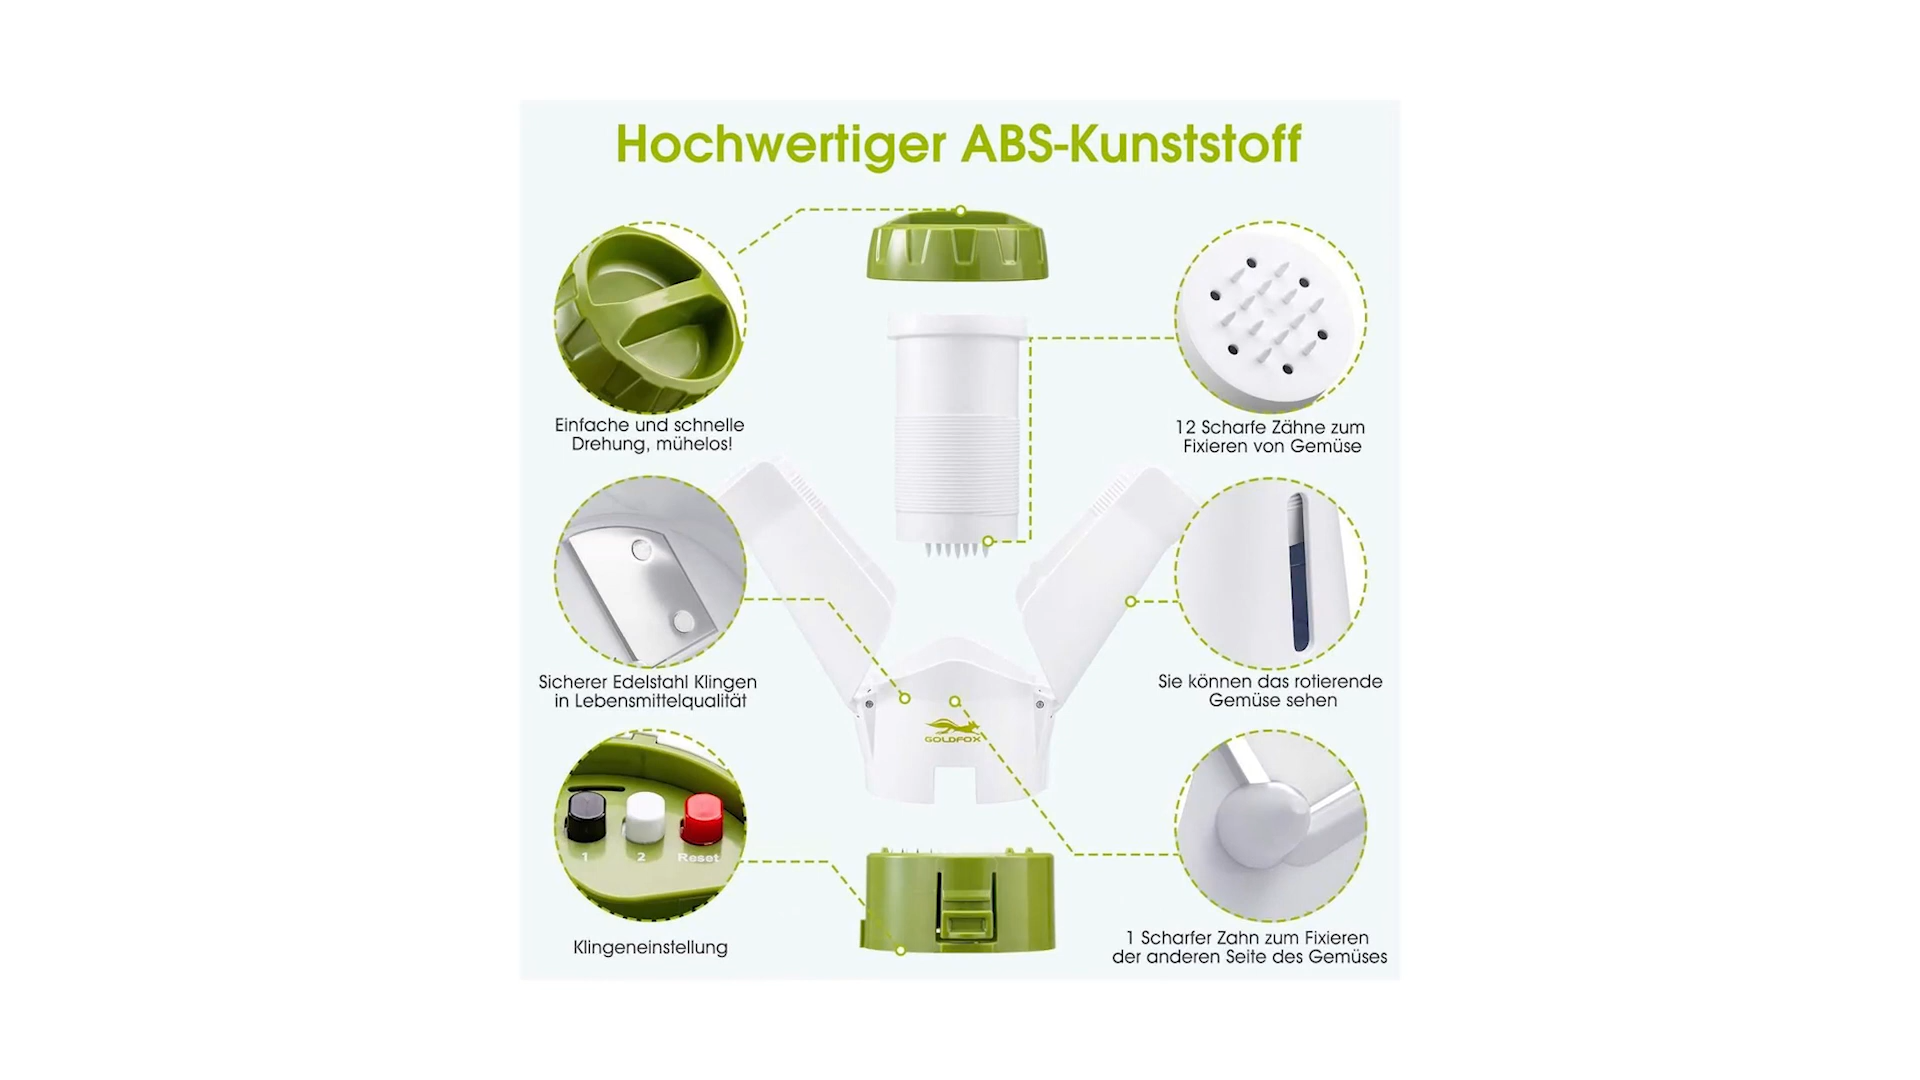 Hochwertiger ABS-Kunststoff
Einfache und schnelle
Drehung, mühelos!
12 Scharfe Zähne zum
Fixieren von Gemüse
Sicherer Edelstahl Klingen
in Lebensmittelqualität
Sie können das rotierende
Gemüse sehen
GOLDFOX
1 2 Reset
Klingeneinstellung
1 Scharfer Zahn zum Fixieren
der anderen Seite des Gemüses